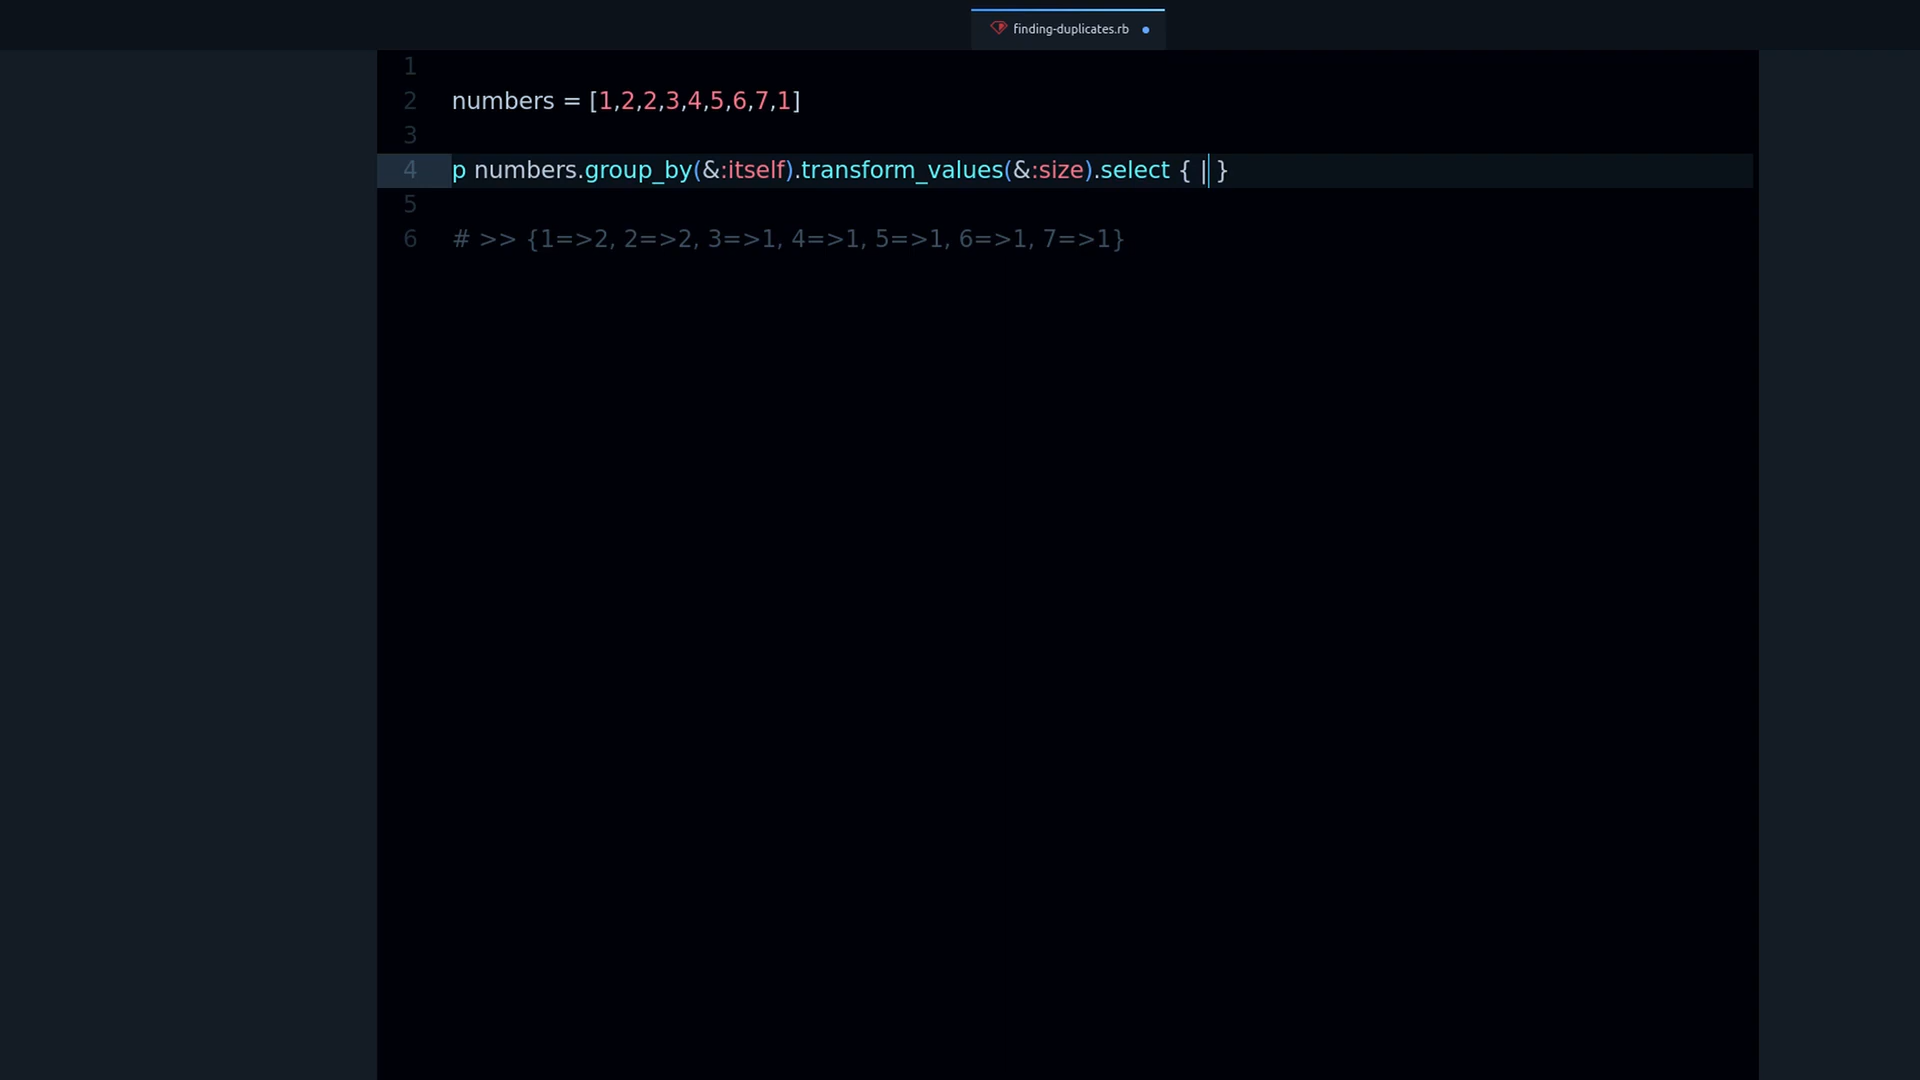 finding-duplicates.rb
1
2 numbers = [1,2,2,3,4,5,6,7,1]
3
4 p numbers.group_by(&:itself).transform_values(&:size).select { | }
5
6 # >> {1=>2, 2=>2, 3=>1, 4=>1, 5=>1, 6=>1, 7=>1}